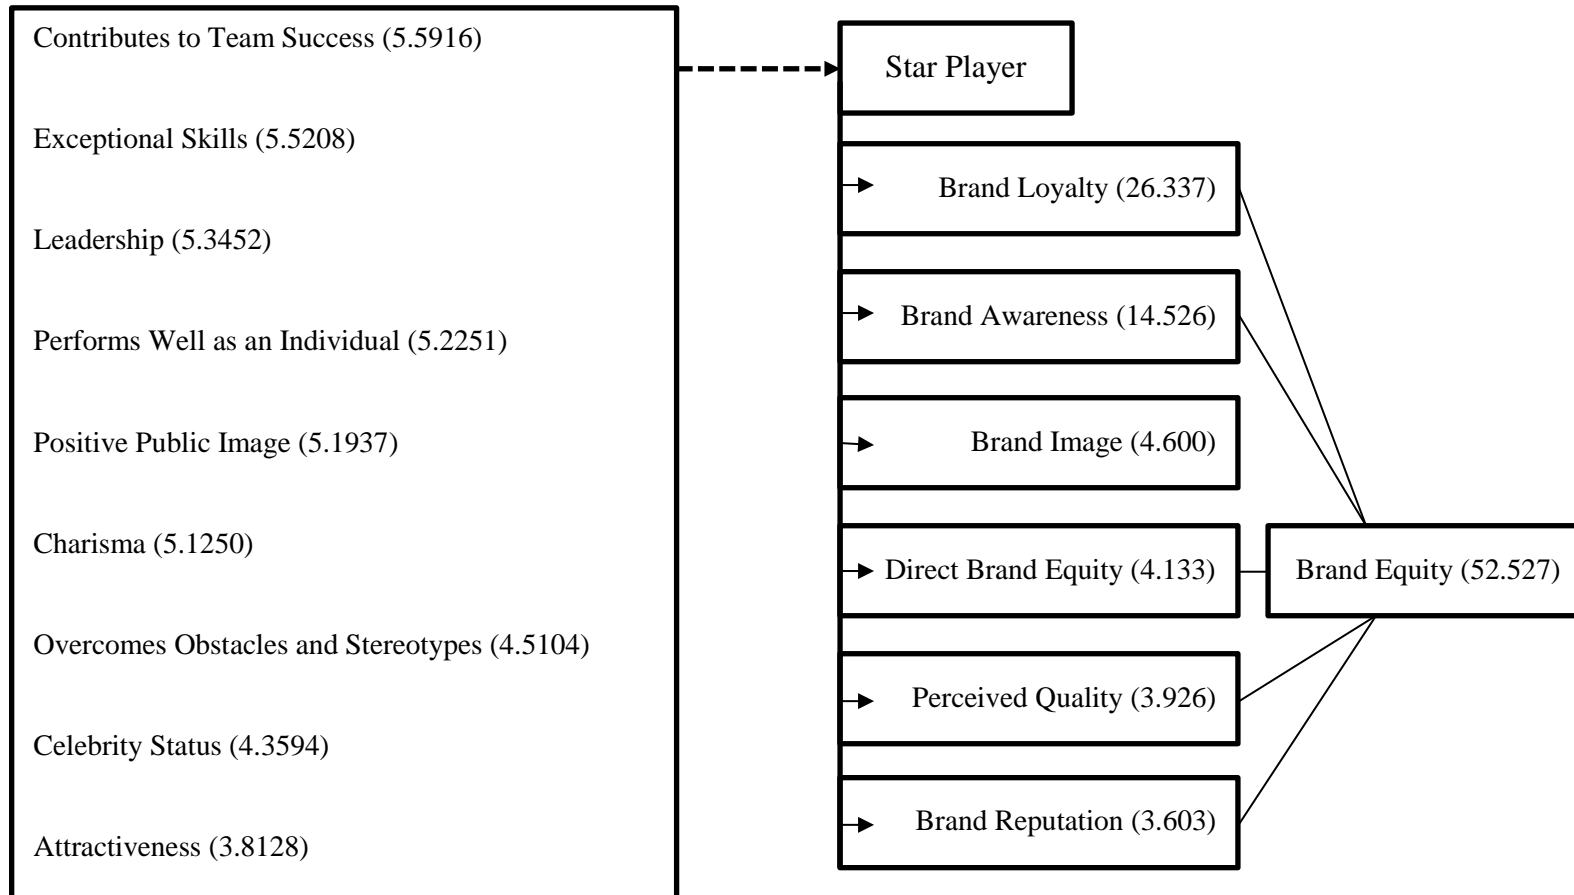 Contributes to Team Success (5.5916)
Exceptional Skills (5.5208)
Leadership (5.3452)
Performs Well as an Individual (5.2251)
Positive Public Image (5.1937)
Charisma (5.1250)
Overcomes Obstacles and Stereotypes (4.5104)
Celebrity Status (4.3594)
Attractiveness (3.8128)
Star Player
Brand Loyalty (26.337)
Brand Awareness (14.526)
Brand Image (4.600)
Direct Brand Equity (4.133)
Perceived Quality (3.926)
Brand Reputation (3.603)
Brand Equity (52.527)